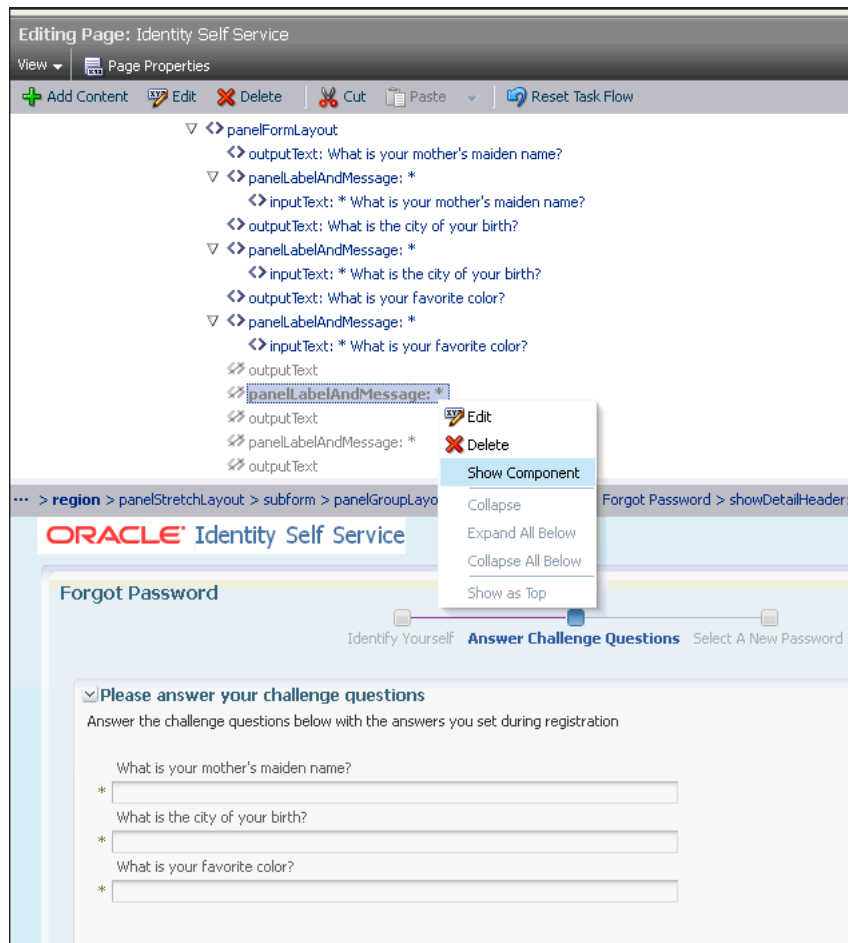 Editing Page: Identity Self Service
View Page Properties
Add Content Edit Delete Cut Paste Reset Task Flow
panelFormLayout
outputText: What is your mother's maiden name?
panelLabelAndMessage: *
inputText: * What is your mother's maiden name?
outputText: What is the city of your birth?
panelLabelAndMessage: *
inputText: * What is the city of your birth?
outputText: What is your favorite color?
panelLabelAndMessage: *
inputText: * What is your favorite color?
outputText
panelLabelAndMessage: *
outputText
panelLabelAndMessage: *
outputText
Edit
Delete
Show Component
Collapse
Expand All Below
Collapse All Below
Show as Top
... > region > panelStretchLayout > subform > panelGroupLayo Forgot Password > showDetailHeader:
ORACLE Identity Self Service
Forgot Password
Identify Yourself Answer Challenge Questions Select A New Password
Please answer your challenge questions
Answer the challenge questions below with the answers you set during registration
What is your mother's maiden name?
*
What is the city of your birth?
*
What is your favorite color?
*